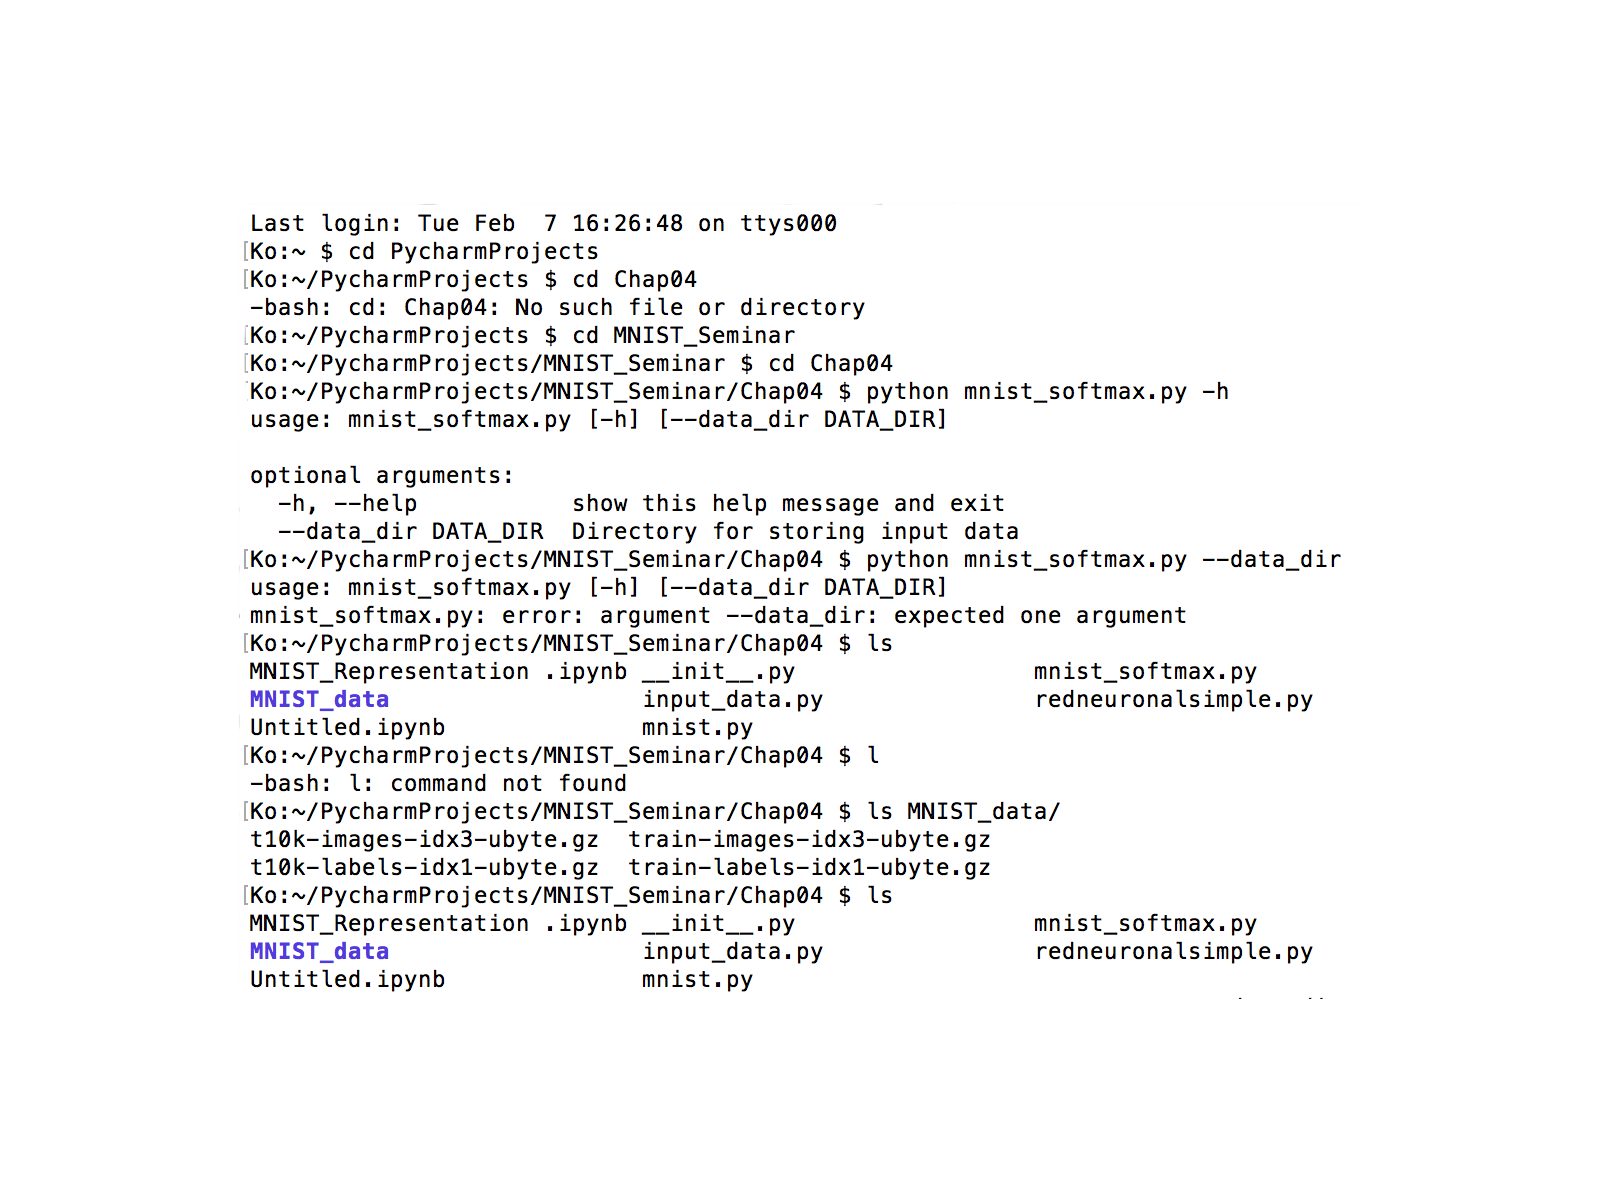 Last login: Tue Feb  7 16:26:48 on ttys000
[Ko:~ $ cd PycharmProjects
[Ko:~/PycharmProjects $ cd Chap04
-bash: cd: Chap04: No such file or directory
[Ko:~/PycharmProjects $ cd MNIST_Seminar
[Ko:~/PycharmProjects/MNIST_Seminar $ cd Chap04
Ko:~/PycharmProjects/MNIST_Seminar/Chap04 $ python mnist_softmax.py -h
usage: mnist_softmax.py [-h] [--data_dir DATA_DIR]

optional arguments:
  -h, --help           show this help message and exit
  --data_dir DATA_DIR  Directory for storing input data
[Ko:~/PycharmProjects/MNIST_Seminar/Chap04 $ python mnist_softmax.py --data_dir
usage: mnist_softmax.py [-h] [--data_dir DATA_DIR]
mnist_softmax.py: error: argument --data_dir: expected one argument
[Ko:~/PycharmProjects/MNIST_Seminar/Chap04 $ ls
MNIST_Representation .ipynb __init__.py                 mnist_softmax.py
MNIST_data                  input_data.py               redneuronalsimple.py
Untitled.ipynb              mnist.py
[Ko:~/PycharmProjects/MNIST_Seminar/Chap04 $ l
-bash: l: command not found
[Ko:~/PycharmProjects/MNIST_Seminar/Chap04 $ ls MNIST_data/
t10k-images-idx3-ubyte.gz  train-images-idx3-ubyte.gz
t10k-labels-idx1-ubyte.gz  train-labels-idx1-ubyte.gz
[Ko:~/PycharmProjects/MNIST_Seminar/Chap04 $ ls
MNIST_Representation .ipynb __init__.py                 mnist_softmax.py
MNIST_data                  input_data.py               redneuronalsimple.py
Untitled.ipynb              mnist.py